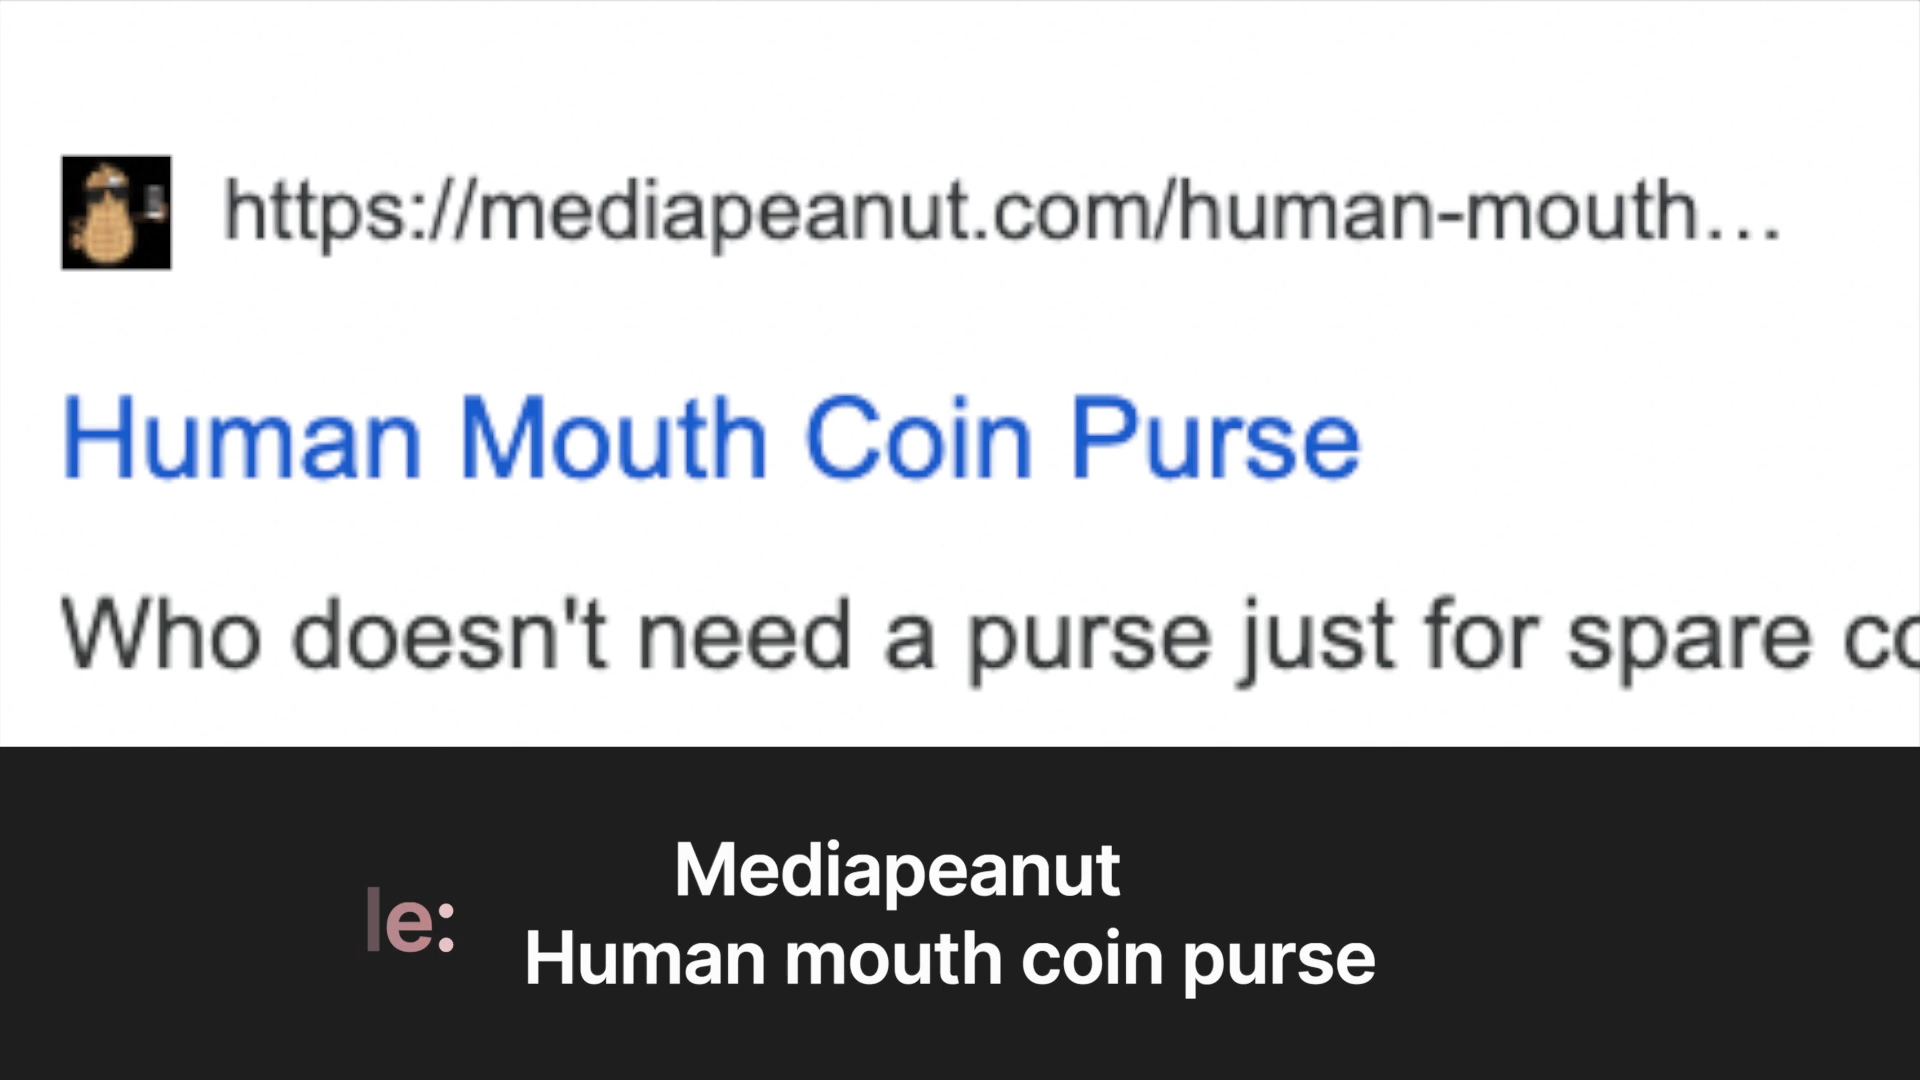 https://mediapeanut.com/human-mouth...
Human Mouth Coin Purse
Who doesn't need a purse just for spare co
Mediapeanut
le:
Human mouth coin purse